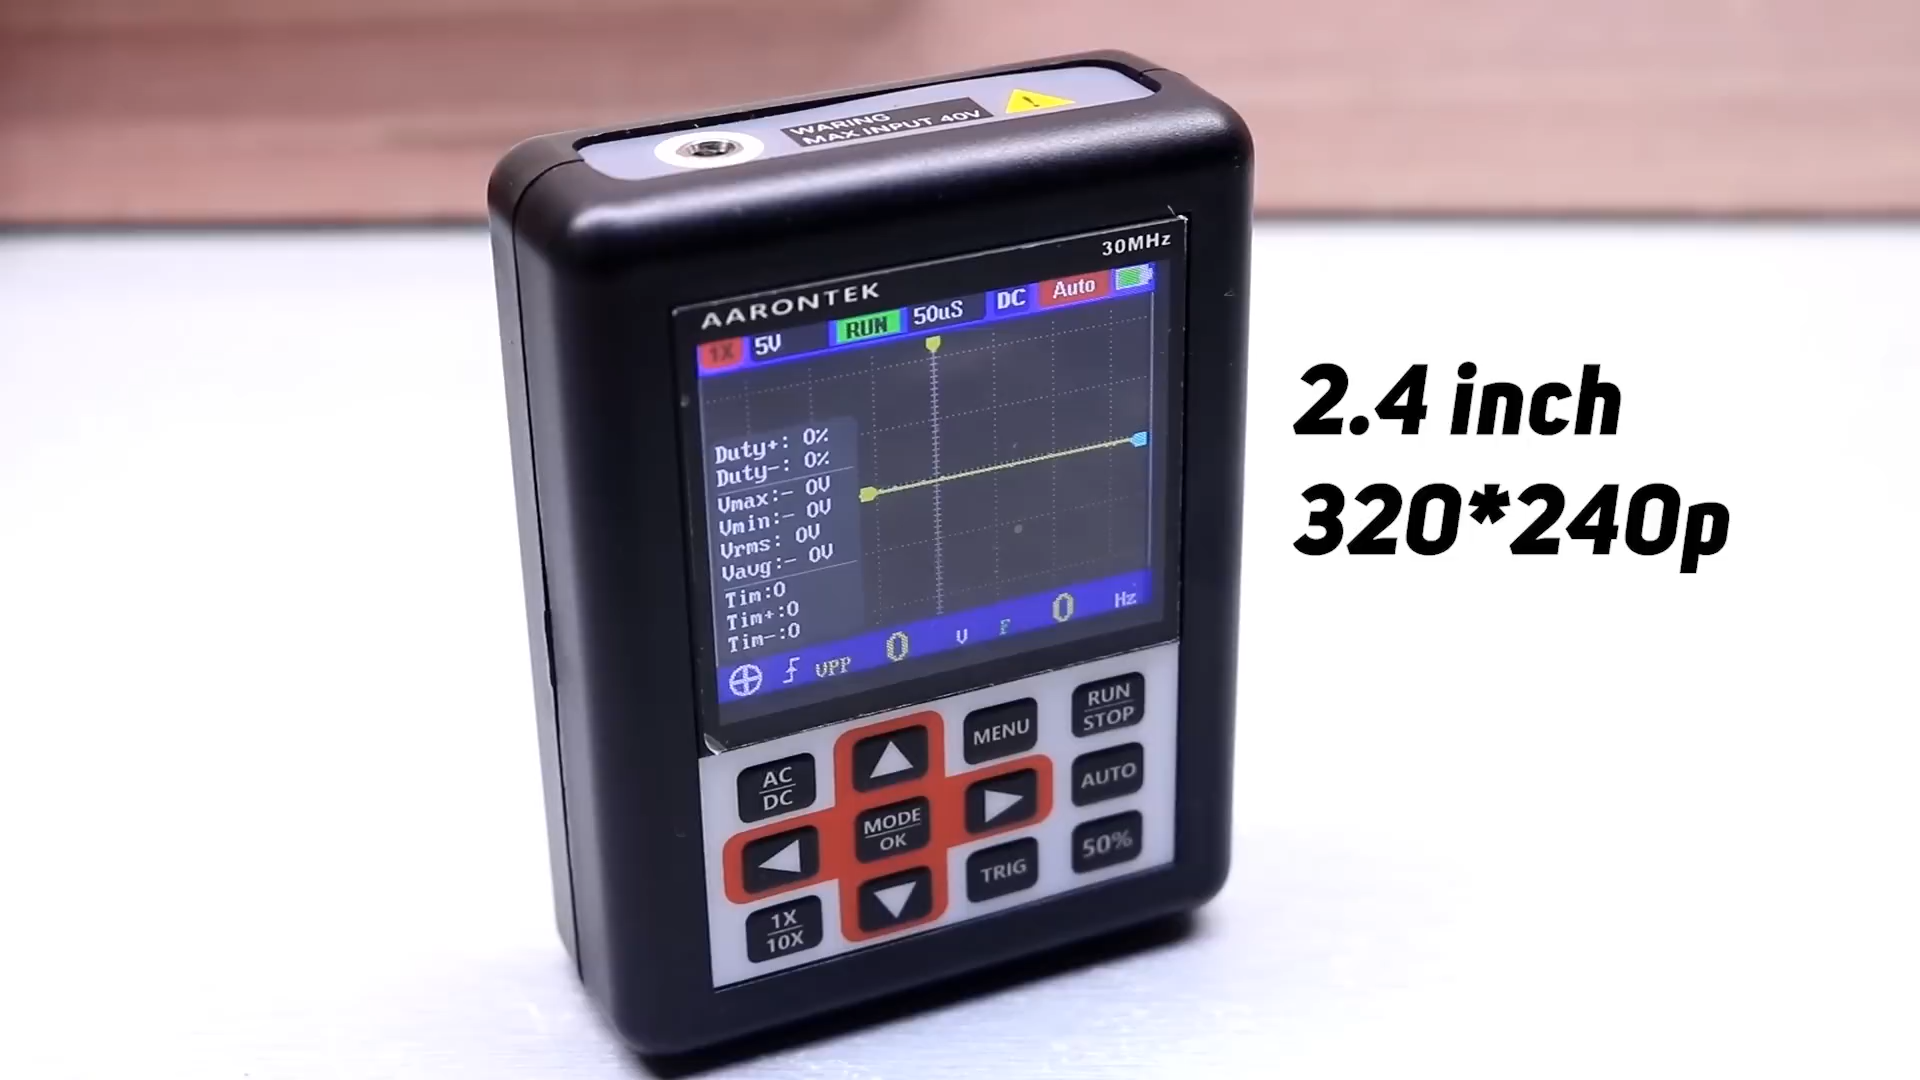 WARING
MAX INPUT 40V
30MHz
AARONTEK
1X 5V RUN 50uS DC Auto
Duty+: 0%
Duty-: 0%
Vmax:- 0V
Vmin:- 0V
Vrms: 0V
Vavg:- 0V
Tim:0
Tim+:0
Tim-:0
VPP 0 V F 0 Hz
2.4 inch
320*240p
AC
DC
MENU
RUN
STOP
MODE
OK
AUTO
1X
10X
TRIG
50%